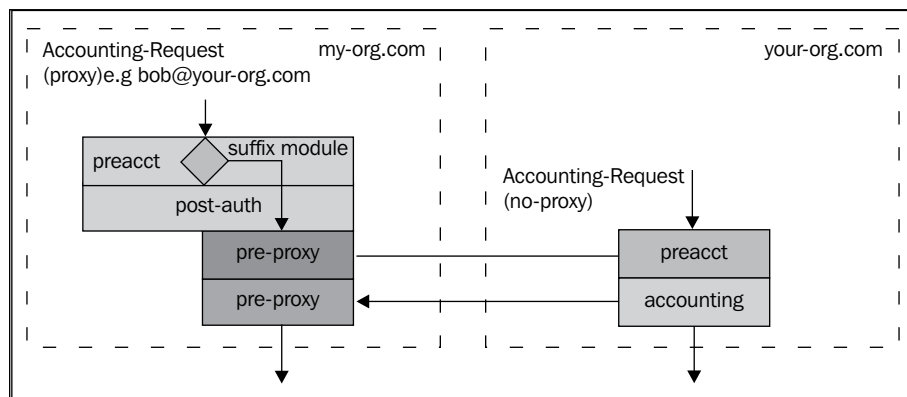 Accounting-Request
(proxy)e.g bob@your-org.com
my-org.com
suffix module
preacct
post-auth
pre-proxy
pre-proxy
your-org.com
Accounting-Request
(no-proxy)
preacct
accounting